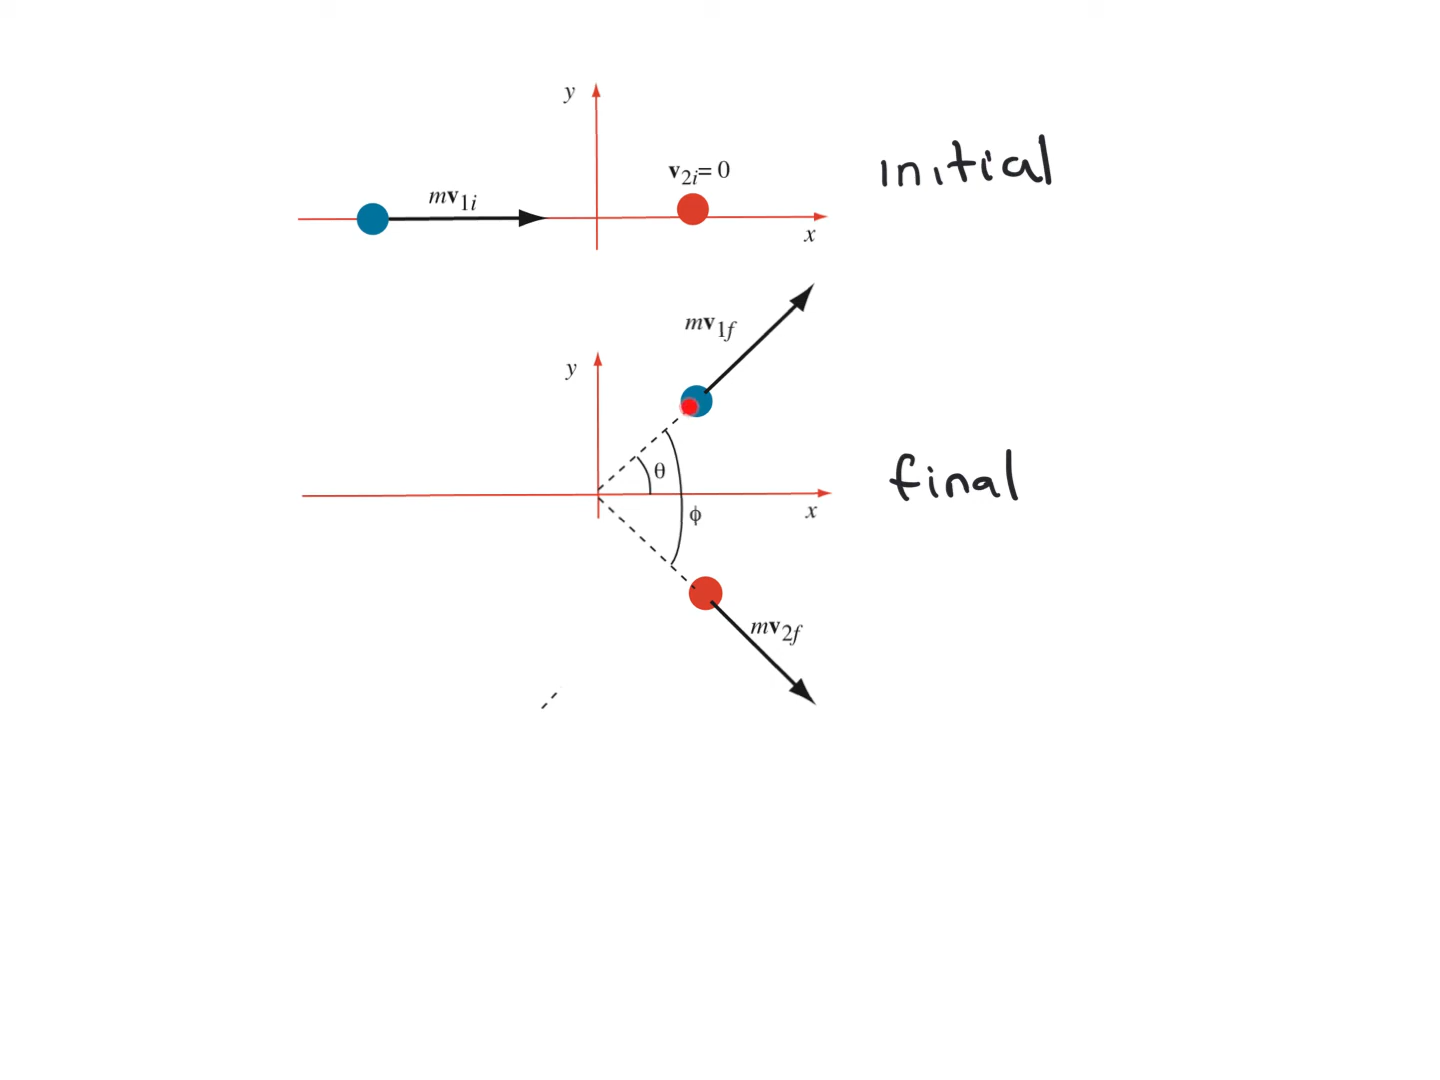 y
initial
v2i= 0
mv1i
x
mv1f
y
θ
final
x
ϕ
mv2f